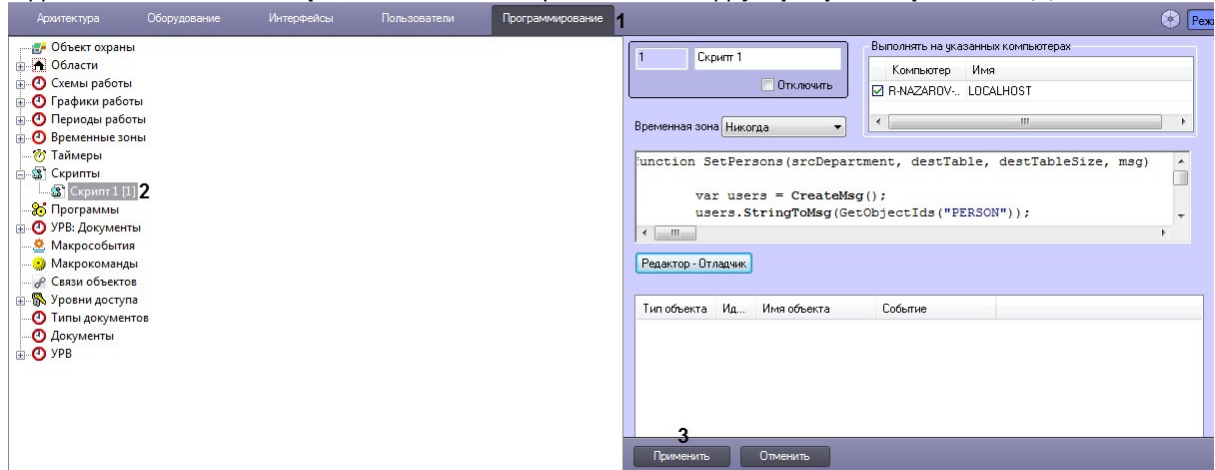 Архитектура Оборудование Интерфейсы Пользователи Программирование 1
Объект охраны
Области
Схемы работы
Графики работы
Периоды работы
Временные зоны
Таймеры
Скрипты
Скрипт 1 [1] 2
Программы
УРВ: Документы
Макрособытия
Макрокоманды
Связи объектов
Уровни доступа
Типы документов
Документы
УРВ
1 Скрипт 1
Отключить
Временная зона Никогда
Выполнять на указанных компьютерах
Компьютер Имя
R-NAZAROV-.. LOCALHOST
function SetPersons(srcDepartment, destTable, destTableSize, msg)
var users = CreateMsg();
users.StringToMsg(GetObjectIds("PERSON"));
Редактор - Отладчик
Тип объекта Ид... Имя объекта Событие
3
Применить Отменить